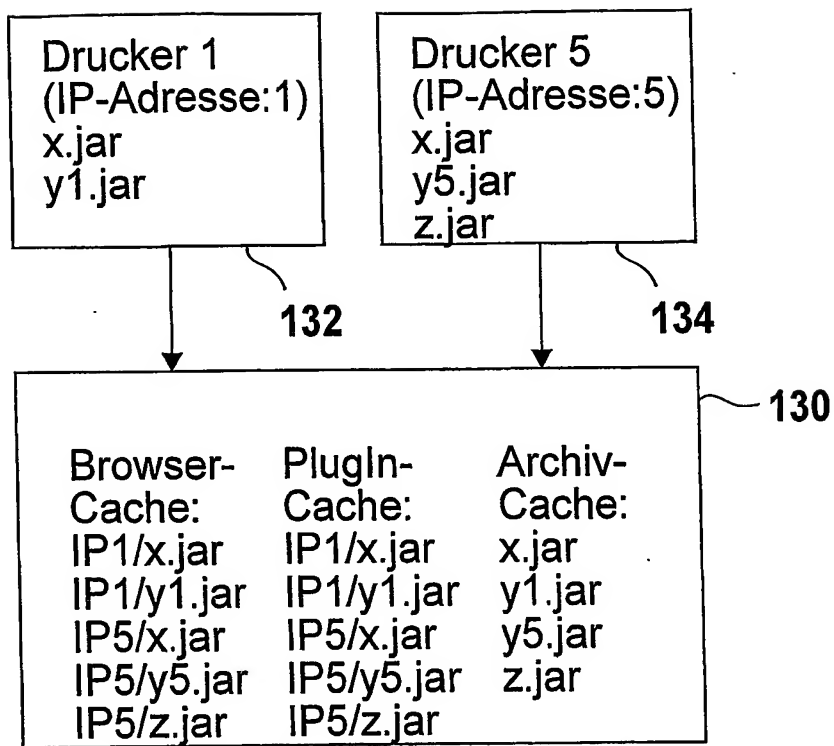 Drucker 1
(IP-Adresse:1)
x.jar
y1.jar
132
Drucker 5
(IP-Adresse:5)
x.jar
y5.jar
z.jar
134
130
Browser-
Cache:
IP1/x.jar
IP1/y1.jar
IP5/x.jar
IP5/y5.jar
IP5/z.jar
PlugIn-
Cache:
IP1/x.jar
IP1/y1.jar
IP5/x.jar
IP5/y5.jar
IP5/z.jar
Archiv-
Cache:
x.jar
y1.jar
y5.jar
z.jar